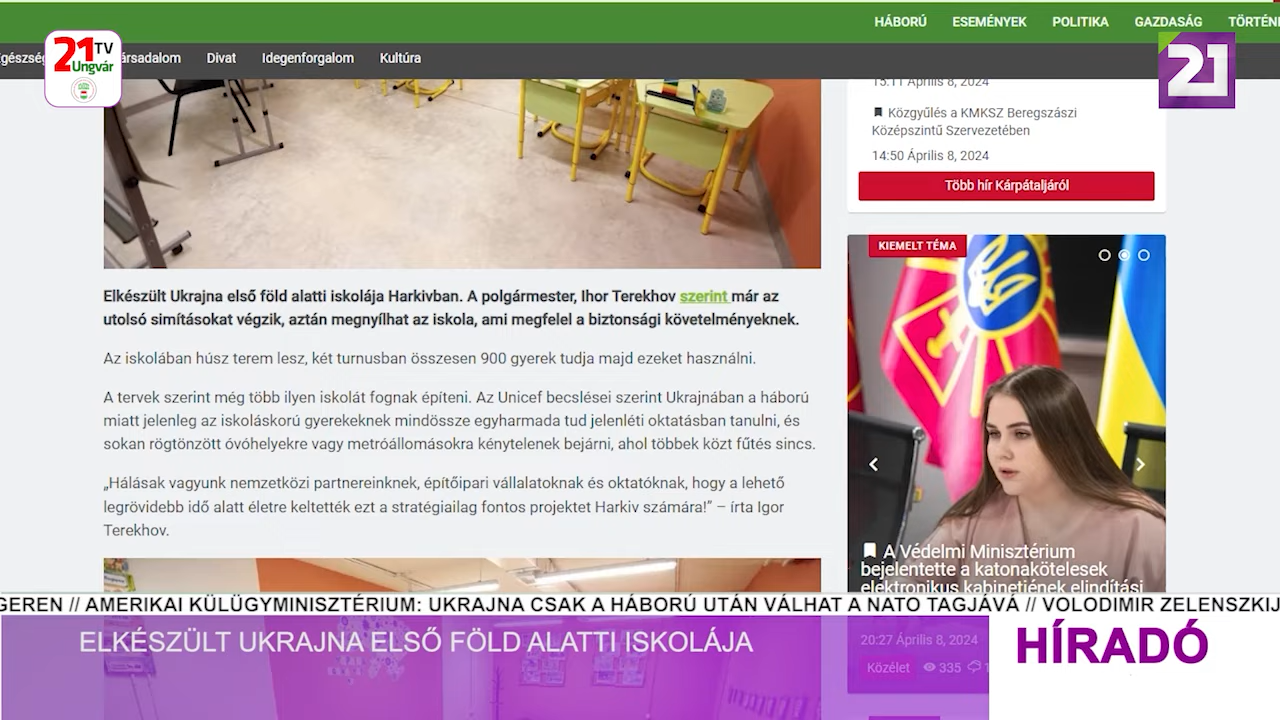 HÁBORÚ ESEMÉNYEK POLITIKA GAZDASÁG TÖRTÉN
gészség ársadalom Divat Idegenforgalom Kultúra
21 TV
Ungvár
21
15:11 Április 8, 2024
Közgyűlés a KMKSZ Beregszászi
Középszintű Szervezetében
14:50 Április 8, 2024
Több hír Kárpátaljáról
KIEMELT TÉMA
Elkészült Ukrajna első föld alatti iskolája Harkivban. A polgármester, Ihor Terekhov szerint már az
utolsó simításokat végzik, aztán megnyílhat az iskola, ami megfelel a biztonsági követelményeknek.
Az iskolában húsz terem lesz, két turnusban összesen 900 gyerek tudja majd ezeket használni.
A tervek szerint még több ilyen iskolát fognak építeni. Az Unicef becslései szerint Ukrajnában a háború
miatt jelenleg az iskoláskorú gyerekeknek mindössze egyharmada tud jelenléti oktatásban tanulni, és
sokan rögtönzött óvóhelyekre vagy metróállomásokra kénytelenek bejárni, ahol többek közt fűtés sincs.
„Hálásak vagyunk nemzetközi partnereinknek, építőipari vállalatoknak és oktatóknak, hogy a lehető
legrövidebb idő alatt életre keltették ezt a stratégiailag fontos projektet Harkiv számára!” – írta Igor
Terekhov.
A Védelmi Minisztérium
bejelentette a katonakötelesek
elektronikus kabinetjének elindítási
GEREN // AMERIKAI KÜLÜGYMINISZTÉRIUM: UKRAJNA CSAK A HÁBORÚ UTÁN VÁLHAT A NATO TAGJÁVÁ // VOLODIMIR ZELENSZKIJ
ELKÉSZÜLT UKRAJNA ELSŐ FÖLD ALATTI ISKOLÁJA
20:27 Április 8, 2024
Közélet 335 1
HÍRADÓ